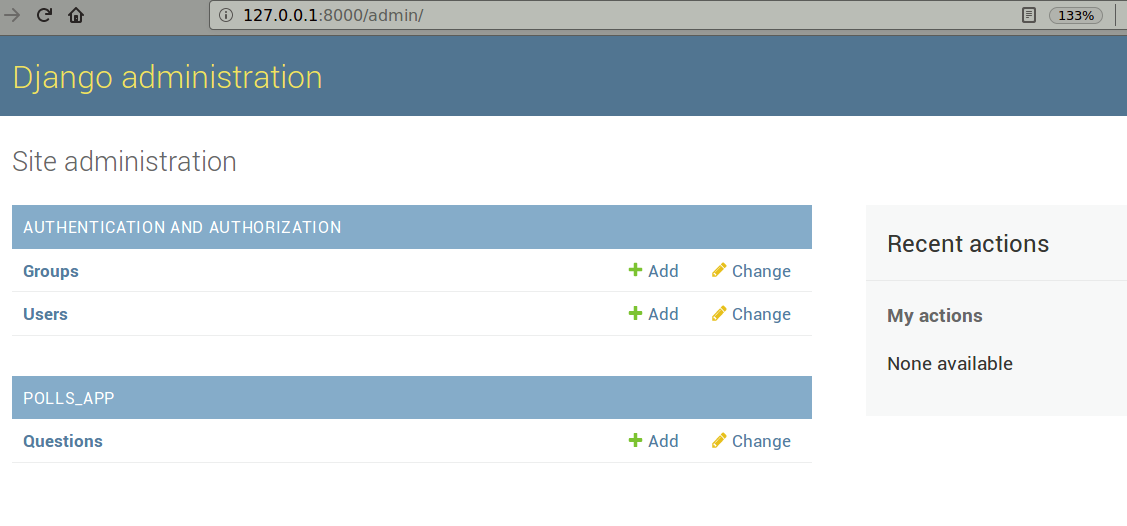 127.0.0.1:8000/admin/ 133%
Django administration
Site administration
AUTHENTICATION AND AUTHORIZATION
Groups Add Change
Users Add Change
POLLS_APP
Questions Add Change
Recent actions
My actions
None available